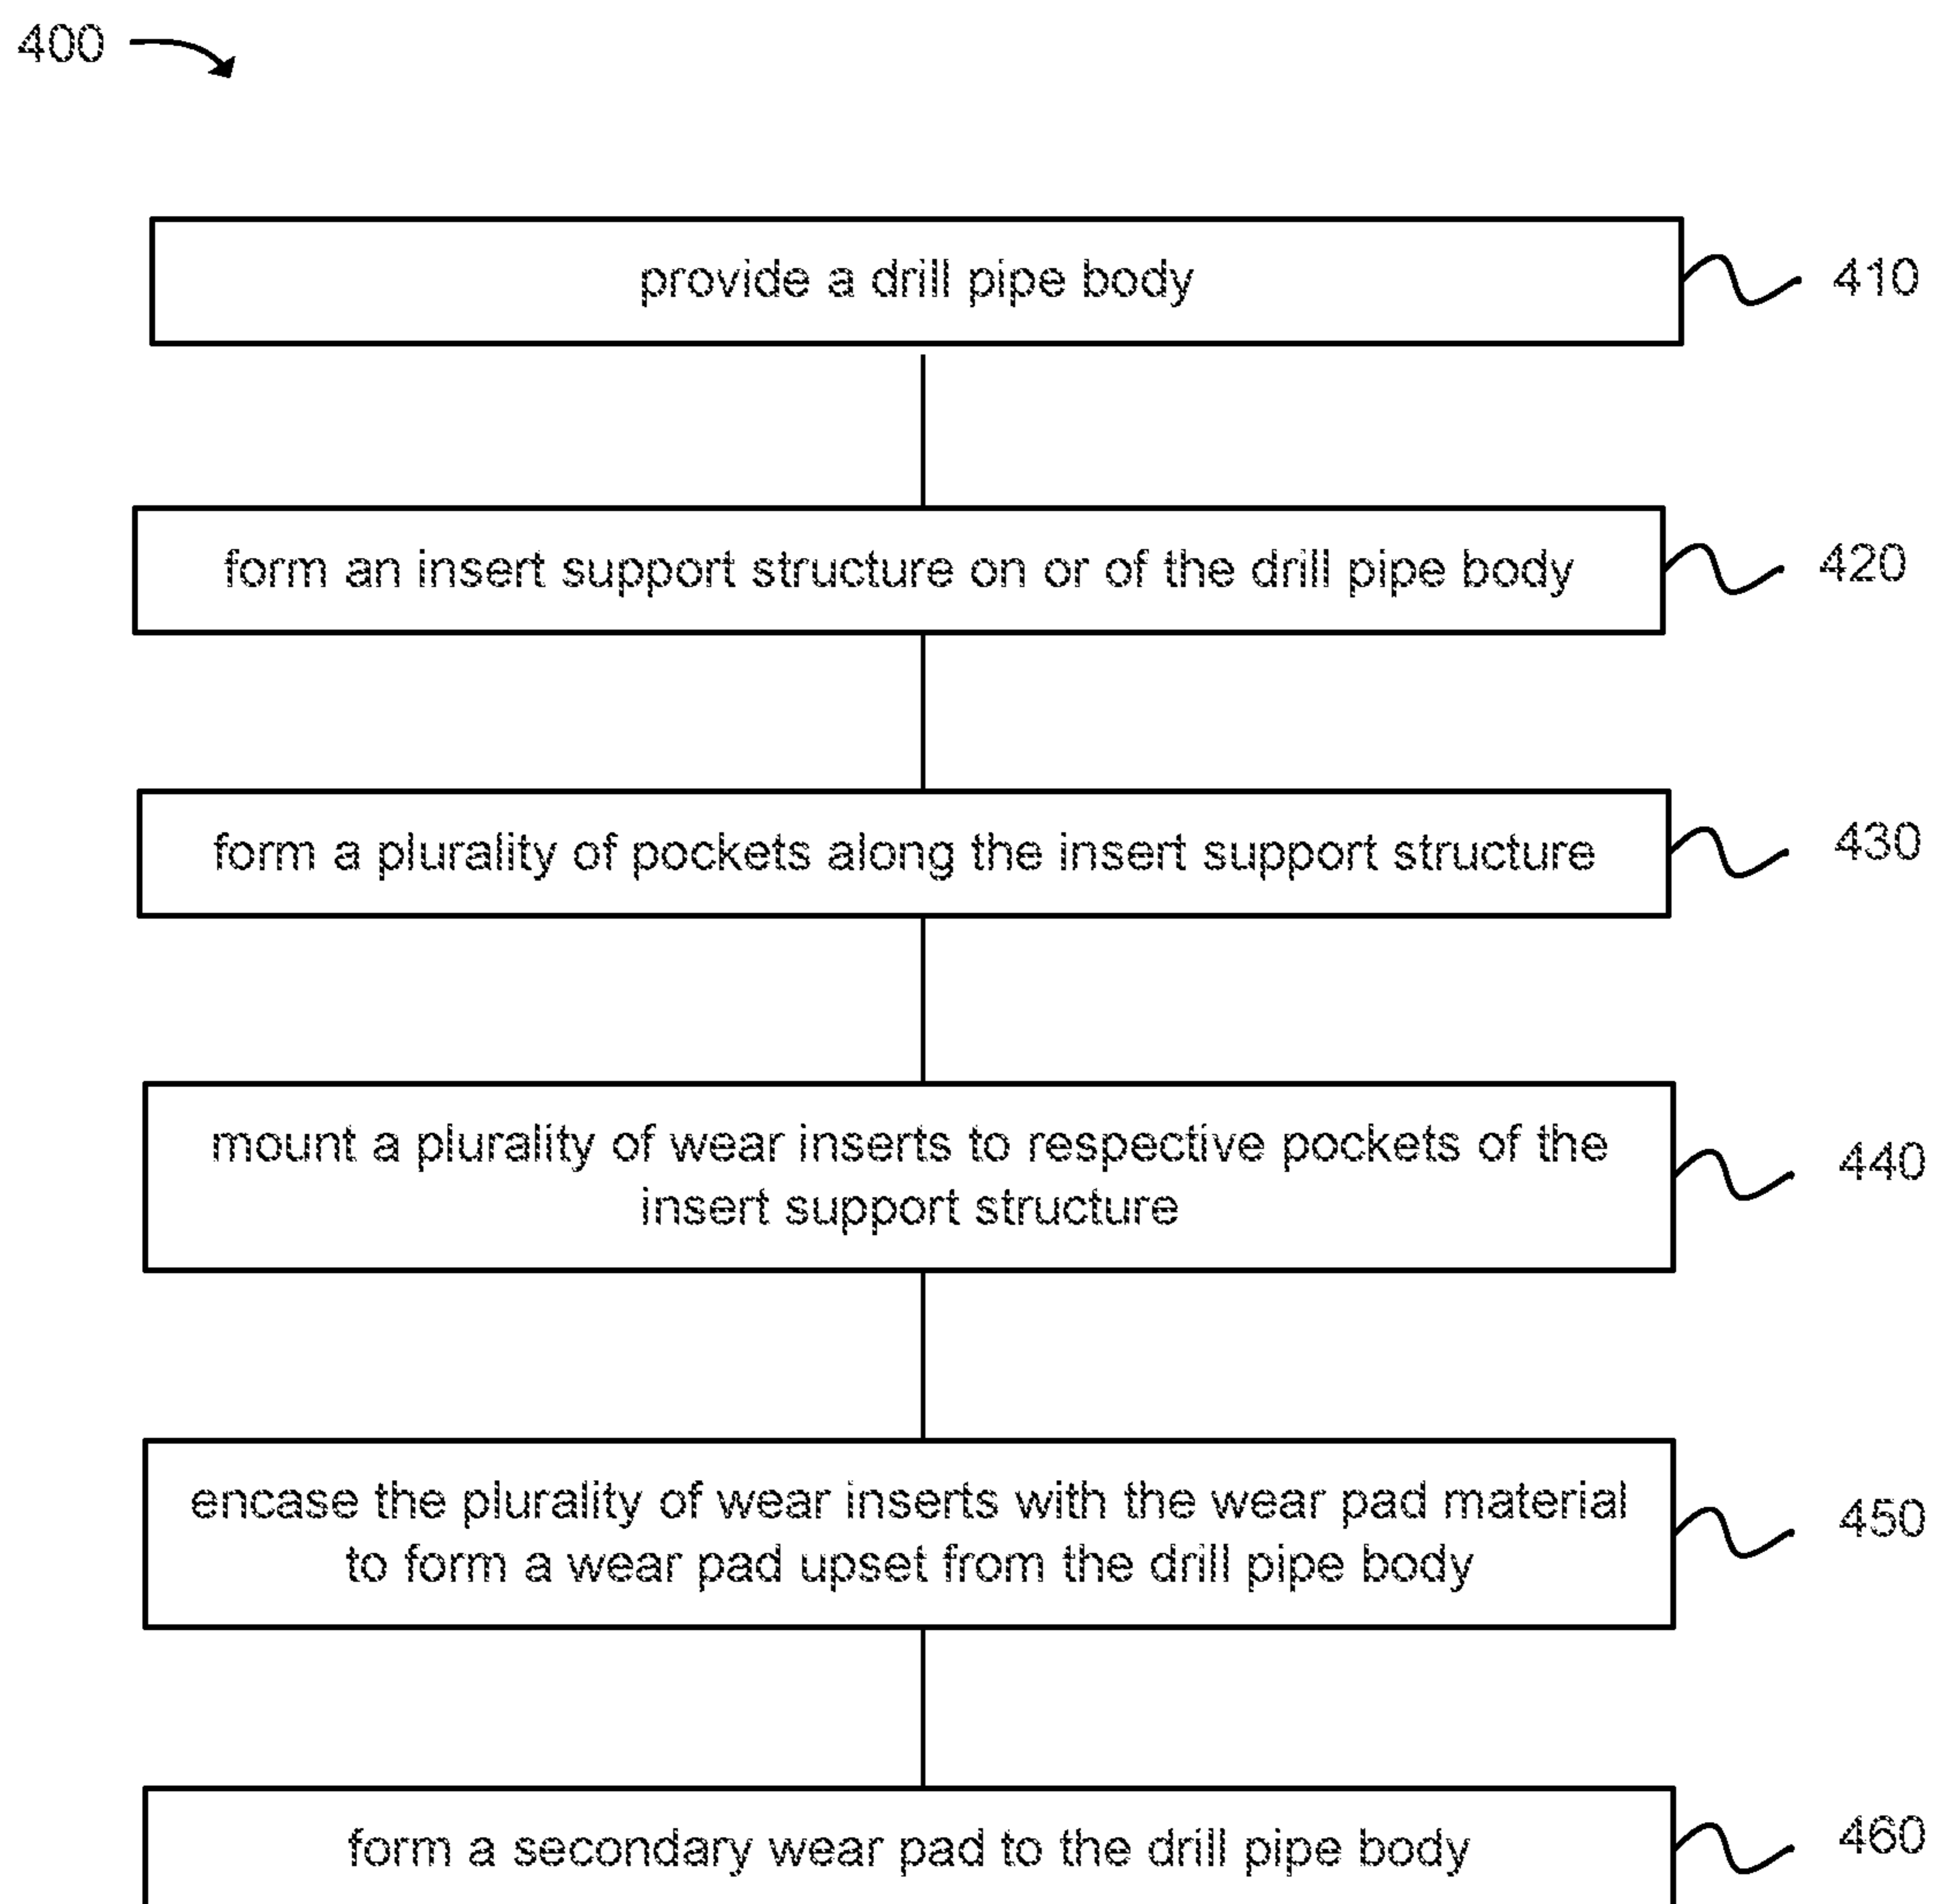 400
provide a drill pipe body
410
form an insert support structure on or of the drill pipe body
420
form a plurality of pockets along the insert support structure
430
mount a plurality of wear inserts to respective pockets of the
insert support structure
440
encase the plurality of wear inserts with the wear pad material
to form a wear pad upset from the drill pipe body
450
form a secondary wear pad to the drill pipe body
460